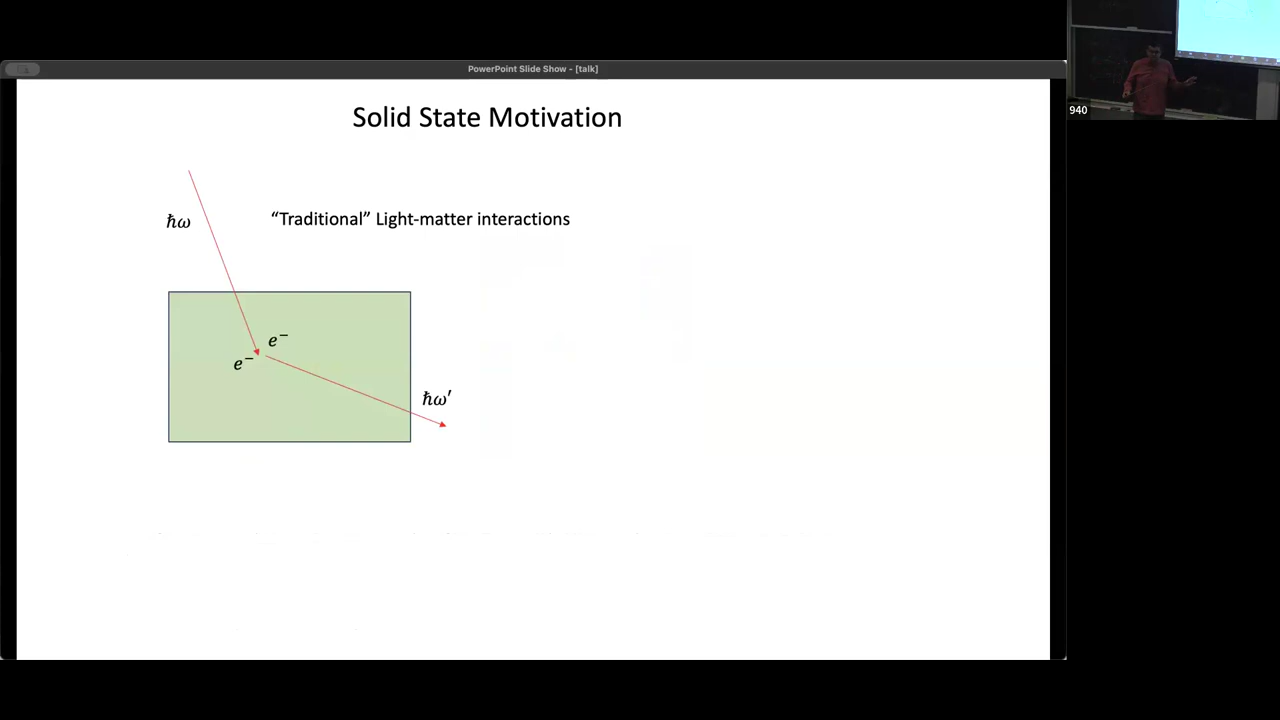 PowerPoint Slide Show - [talk]
Solid State Motivation
ℏω
“Traditional” Light-matter interactions
e⁻
e⁻
ℏω′
940